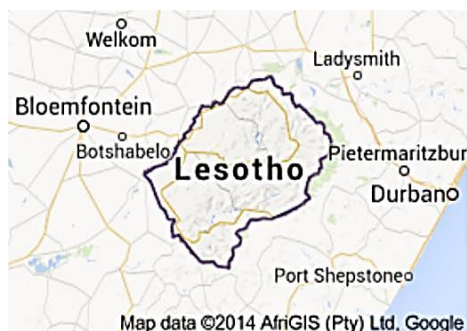 Welkom
Ladysmith
Bloemfontein
Botshabelo
Lesotho
Pietermaritzbur
Durban
Port Shepstone
Map data ©2014 AfriGIS (Pty) Ltd, Google